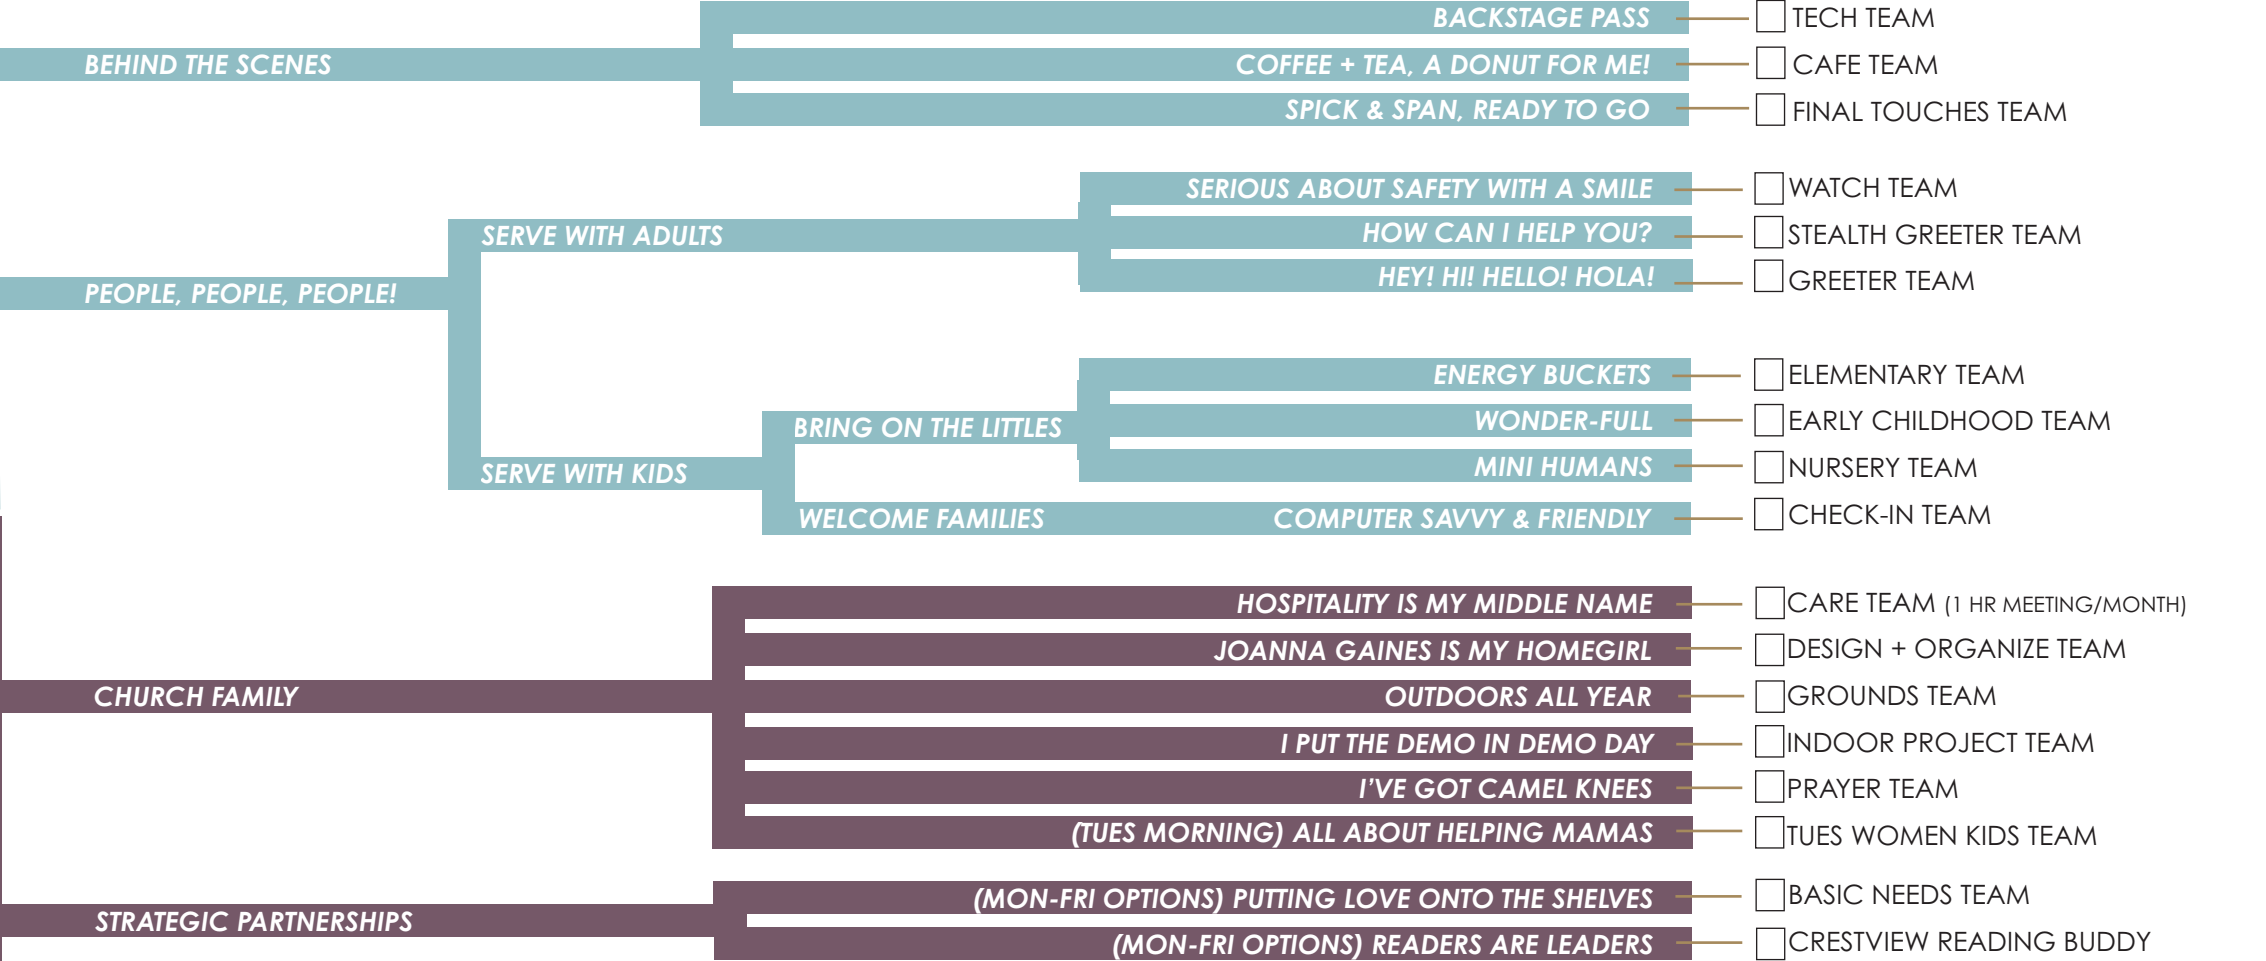 BACKSTAGE PASS TECH TEAM
BEHIND THE SCENES COFFEE + TEA, A DONUT FOR ME! CAFE TEAM
SPICK & SPAN, READY TO GO FINAL TOUCHES TEAM
SERIOUS ABOUT SAFETY WITH A SMILE WATCH TEAM
SERVE WITH ADULTS HOW CAN I HELP YOU? STEALTH GREETER TEAM
HEY! HI! HELLO! HOLA! GREETER TEAM
PEOPLE, PEOPLE, PEOPLE!
ENERGY BUCKETS ELEMENTARY TEAM
BRING ON THE LITTLES WONDER-FULL EARLY CHILDHOOD TEAM
SERVE WITH KIDS MINI HUMANS NURSERY TEAM
WELCOME FAMILIES COMPUTER SAVVY & FRIENDLY CHECK-IN TEAM
HOSPITALITY IS MY MIDDLE NAME CARE TEAM (1 HR MEETING/MONTH)
JOANNA GAINES IS MY HOMEGIRL DESIGN + ORGANIZE TEAM
CHURCH FAMILY OUTDOORS ALL YEAR GROUNDS TEAM
I PUT THE DEMO IN DEMO DAY INDOOR PROJECT TEAM
I'VE GOT CAMEL KNEES PRAYER TEAM
(TUES MORNING) ALL ABOUT HELPING MAMAS TUES WOMEN KIDS TEAM
(MON-FRI OPTIONS) PUTTING LOVE ONTO THE SHELVES BASIC NEEDS TEAM
STRATEGIC PARTNERSHIPS
(MON-FRI OPTIONS) READERS ARE LEADERS CRESTVIEW READING BUDDY